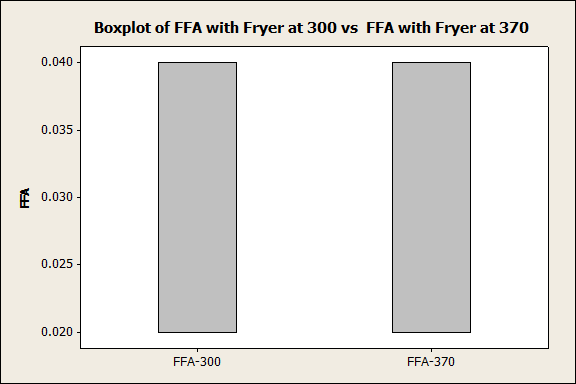 Boxplot of FFA with Fryer at 300 vs  FFA with Fryer at 370
0.040
0.035
0.030
0.025
0.020
FFA
FFA-300
FFA-370